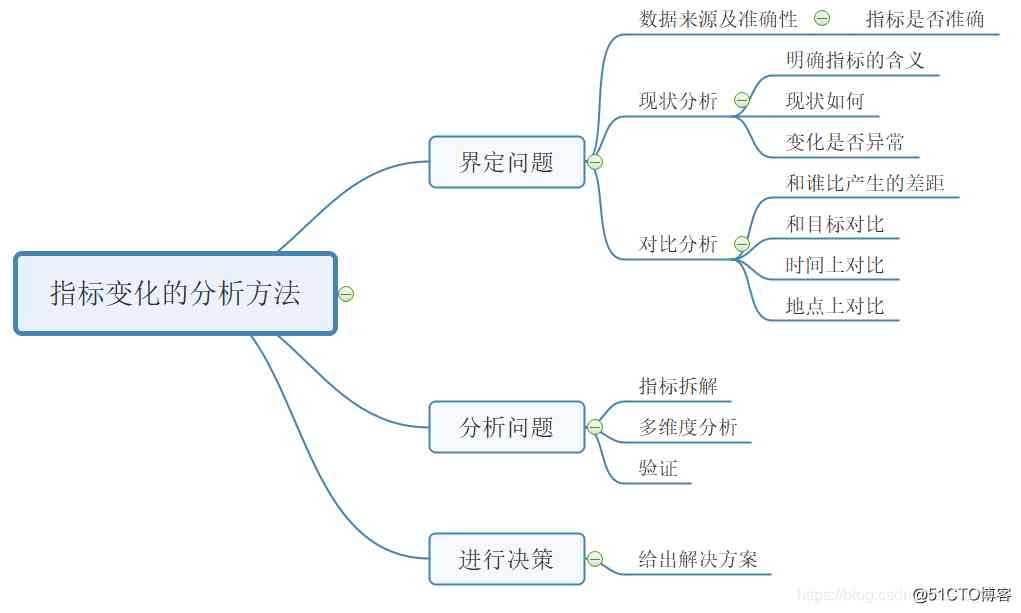 指标变化的分析方法
界定问题
数据来源及准确性
指标是否准确
现状分析
明确指标的含义
现状如何
变化是否异常
对比分析
和谁比产生的差距
和目标对比
时间上对比
地点上对比
分析问题
指标拆解
多维度分析
验证
进行决策
给出解决方案
https://blog.csdn
@51CTO博客